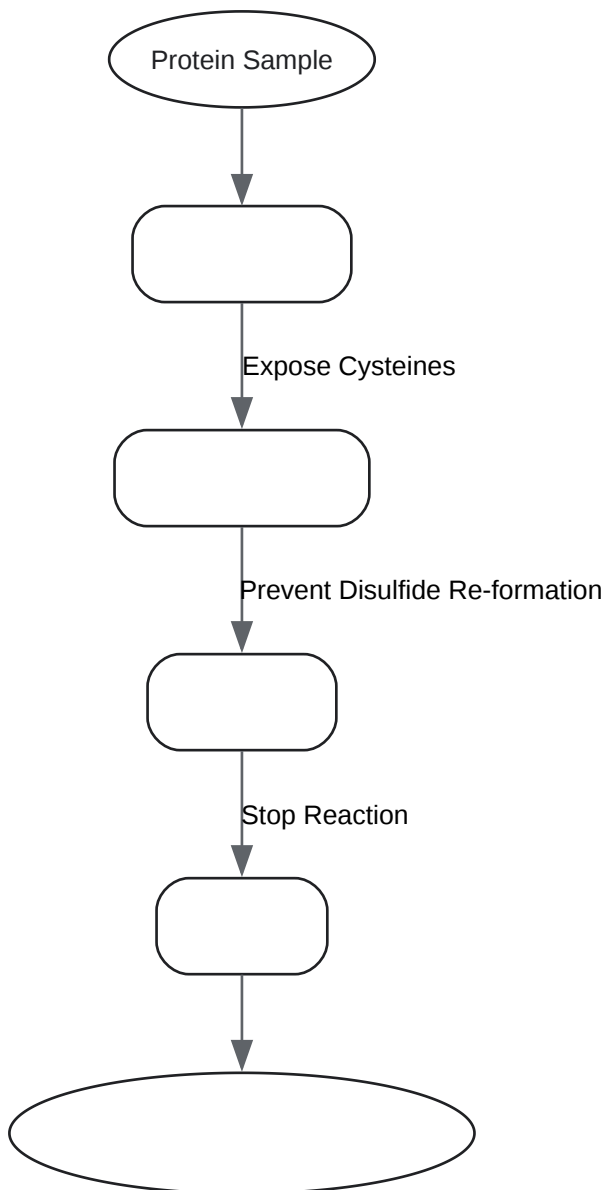 Protein Sample
Expose Cysteines
Prevent Disulfide Re-formation
Stop Reaction